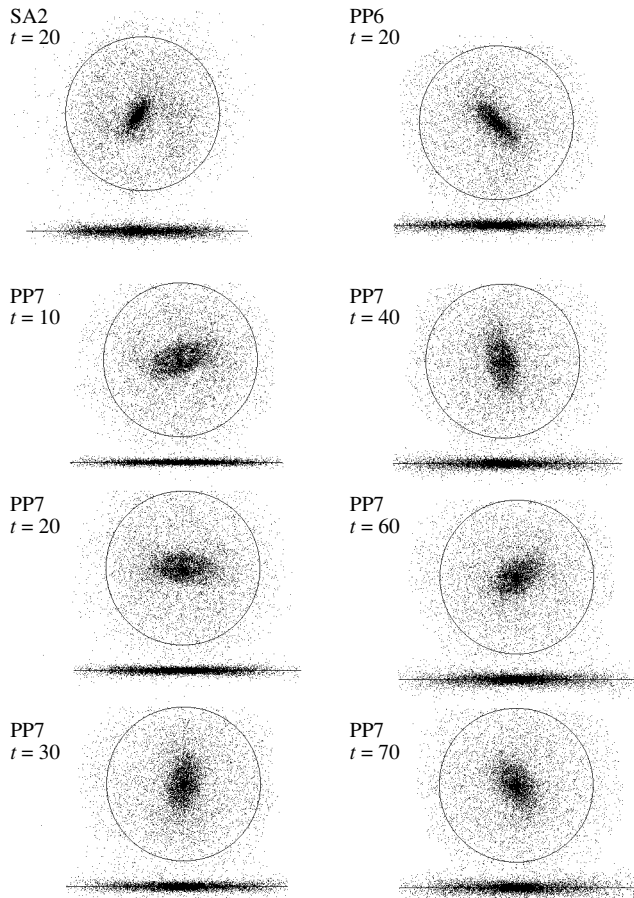 SA2
t = 20
PP6
t = 20
PP7
t = 10
PP7
t = 40
PP7
t = 20
PP7
t = 60
PP7
t = 30
PP7
t = 70